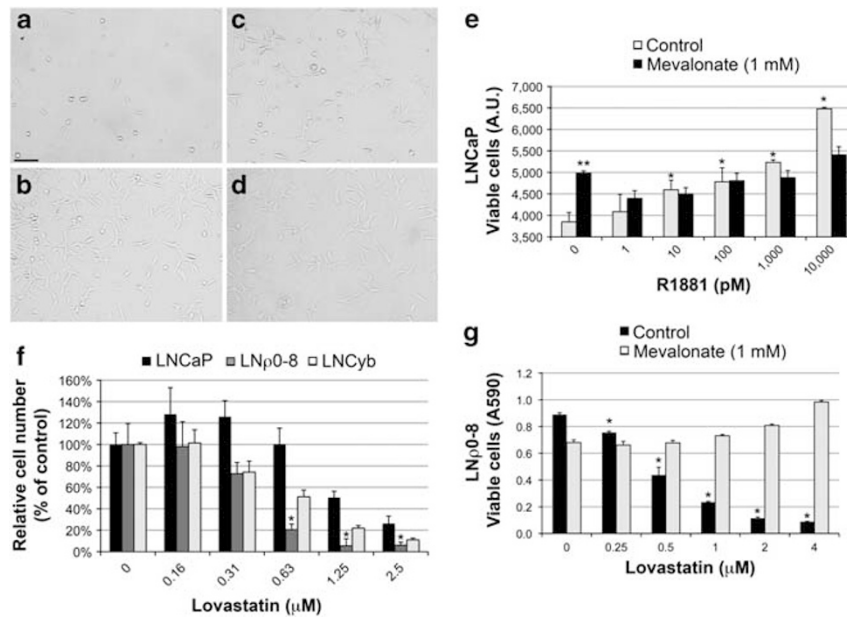 a
c
b
d
e
Control
Mevalonate (1 mM)
LNCaP
Viable cells (A.U.)
7,000
6,500
6,000
5,500
5,000
4,500
4,000
3,500
**
*
*
*
*
0
1
10
100
1,000
10,000
R1881 (pM)
f
LNCaP LNρ0-8 LNCyb
Relative cell number
(% of control)
160%
140%
120%
100%
80%
60%
40%
20%
0%
*
*
*
0
0.16
0.31
0.63
1.25
2.5
Lovastatin (μM)
g
Control
Mevalonate (1 mM)
LNρ0-8
Viable cells (A590)
1.2
1.0
0.8
0.6
0.4
0.2
0.0
*
*
*
*
*
0 0.25 0.5 1 2 4
Lovastatin (μM)